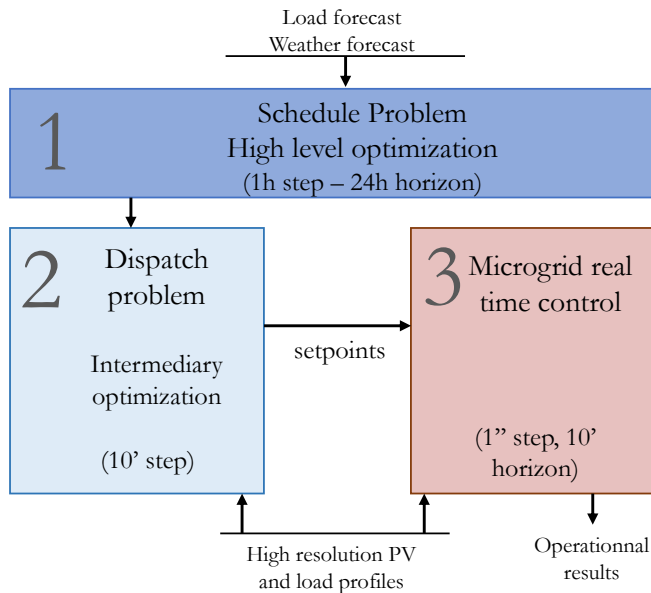 Load forecast
Weather forecast
1
Schedule Problem
High level optimization
(1h step – 24h horizon)
2
Dispatch
problem
Intermediary
optimization
(10’ step)
setpoints
3
Microgrid real
time control
(1” step, 10’
horizon)
High resolution PV
and load profiles
Operationnal
results